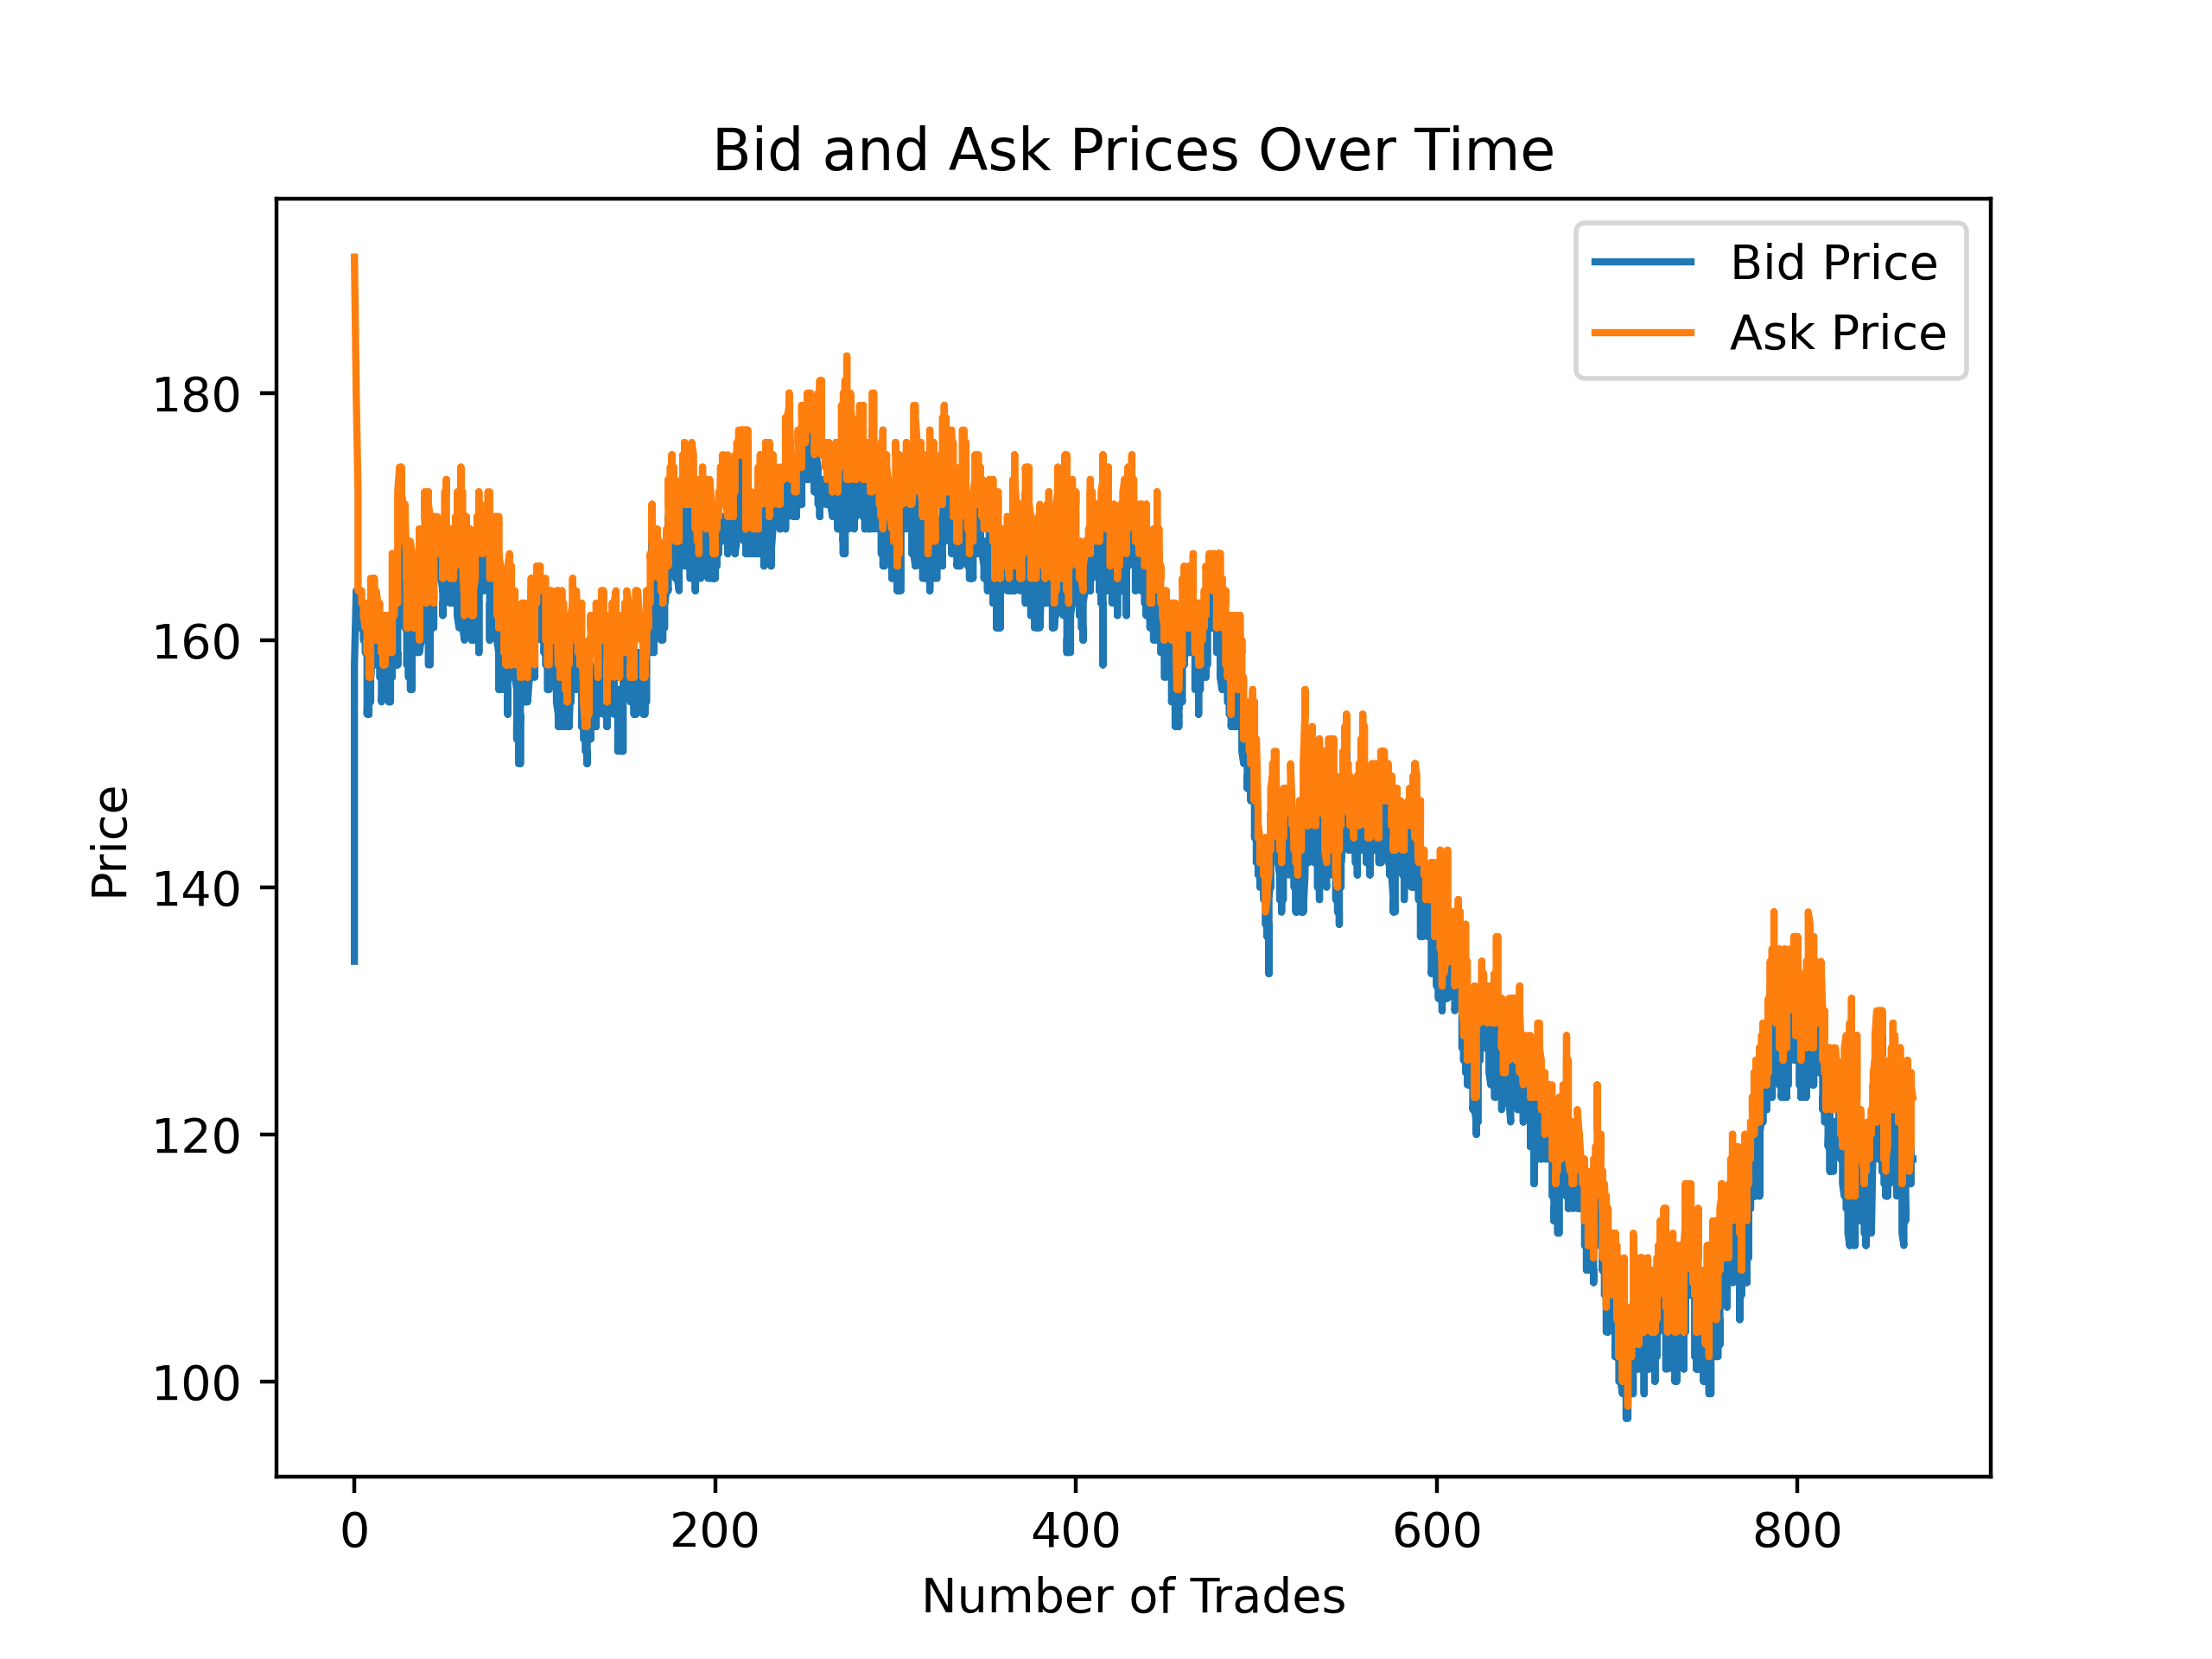 Bid and Ask Prices Over Time
Bid Price
Ask Price
Price
180
160
140
120
100
0 200 400 600 800
Number of Trades